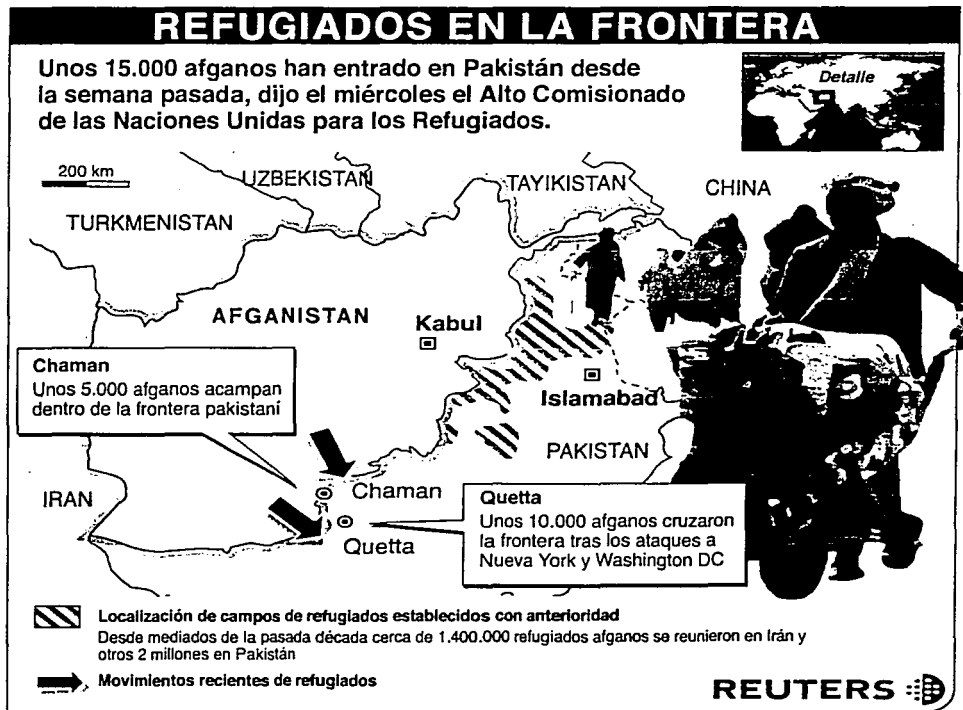 REFUGIADOS EN LA FRONTERA
Unos 15.000 afganos han entrado en Pakistán desde
la semana pasada, dijo el miércoles el Alto Comisionado
de las Naciones Unidas para los Refugiados.
Detalle
200 km
UZBEKISTAN
TAYIKISTAN
CHINA
TURKMENISTAN
AFGANISTAN
Kabul
Chaman
Unos 5.000 afganos acampan
dentro de la frontera pakistaní
Islamabad
PAKISTAN
IRAN
Chaman
Quetta
Quetta
Unos 10.000 afganos cruzaron
la frontera tras los ataques a
Nueva York y Washington DC
Localización de campos de refugiados establecidos con anterioridad
Desde mediados de la pasada década cerca de 1.400.000 refugiados afganos se reunieron en Irán y
otros 2 millones en Pakistán
Movimientos recientes de refugiados
REUTERS